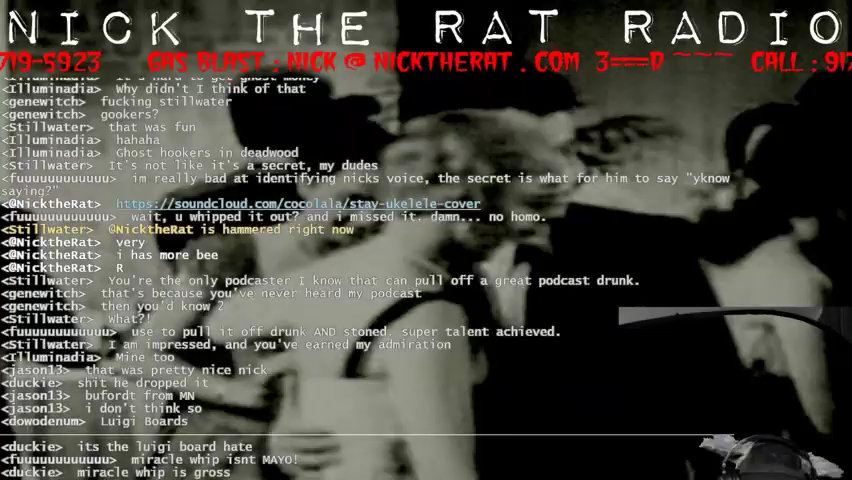 NICK THE RAT RADIO
719-5923 GAS BLAST : NICK @ NICKTHERAT . COM 3===D ~~~ CALL : 917
<Illuminadia> It's hard to get ghost money
<Illuminadia> Why didn't I think of that
<genewitch> fucking stillwater
<genewitch> gookers?
<Stillwater> that was fun
<Illuminadia> hahaha
<Illuminadia> Ghost hookers in deadwood
<Stillwater> It's not like it's a secret, my dudes
<fuuuuuuuuuuuu> im really bad at identifying nicks voice, the secret is what for him to say "yknow
saying?"
<@NicktheRat> https://soundcloud.com/cocolala/stay-ukelele-cover
<fuuuuuuuuuuuu> wait, u whipped it out? and i missed it. damn... no homo.
<Stillwater> @NicktheRat is hammered right now
<@NicktheRat> very
<@NicktheRat> i has more bee
<@NicktheRat> R
<Stillwater> You're the only podcaster I know that can pull off a great podcast drunk.
<genewitch> that's because you've never heard my podcast
<genewitch> then you'd know 2
<Stillwater> What?!
<fuuuuuuuuuuuu> use to pull it off drunk AND stoned. super talent achieved.
<Stillwater> I am impressed, and you've earned my admiration
<Illuminadia> Mine too
<jason13> that was pretty nice nick
<duckie> shit he dropped it
<jason13> bufordt from MN
<jason13> i don't think so
<dowodenum> Luigi Boards
<duckie> its the luigi board hate
<fuuuuuuuuuuuu> miracle whip isnt MAYO!
<duckie> miracle whip is gross